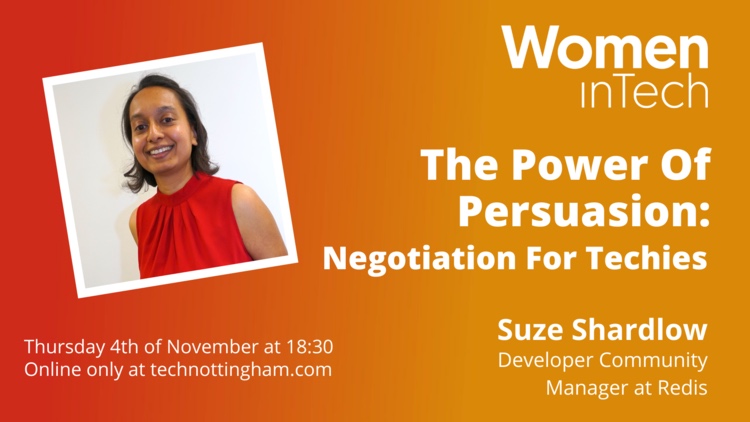 Women
inTech
The Power Of
Persuasion:
Negotiation For Techies
Suze Shardlow
Developer Community
Manager at Redis
Thursday 4th of November at 18:30
Online only at technottingham.com